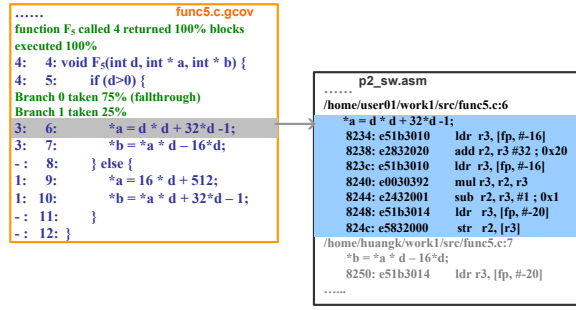 ......
func5.c.gcov
function F5 called 4 returned 100% blocks
executed 100%
4: 4: void F5(int d, int * a, int * b) {
4: 5: if (d>0) {
Branch 0 taken 75% (fallthrough)
Branch 1 taken 25%
3: 6: *a = d * d + 32*d -1;
3: 7: *b = *a * d – 16*d;
- : 8: } else {
1: 9: *a = 16 * d + 512;
1: 10: *b = *a * d + 32*d – 1;
- : 11: }
- : 12: }
p2_sw.asm
......
/home/user01/work1/src/func5.c:6
*a = d * d + 32*d -1;
8234: e51b3010 ldr r3, [fp, #-16]
8238: e2832020 add r2, r3 #32 ; 0x20
823c: e51b3010 ldr r3, [fp, #-16]
8240: e0030392 mul r3, r2, r3
8244: e2432001 sub r2, r3, #1 ; 0x1
8248: e51b3014 ldr r3, [fp, #-20]
824c: e5832000 str r2, [r3]
/home/huangk/work1/src/func5.c:7
*b = *a * d – 16*d;
8250: e51b3014 ldr r3, [fp, #-20]
......